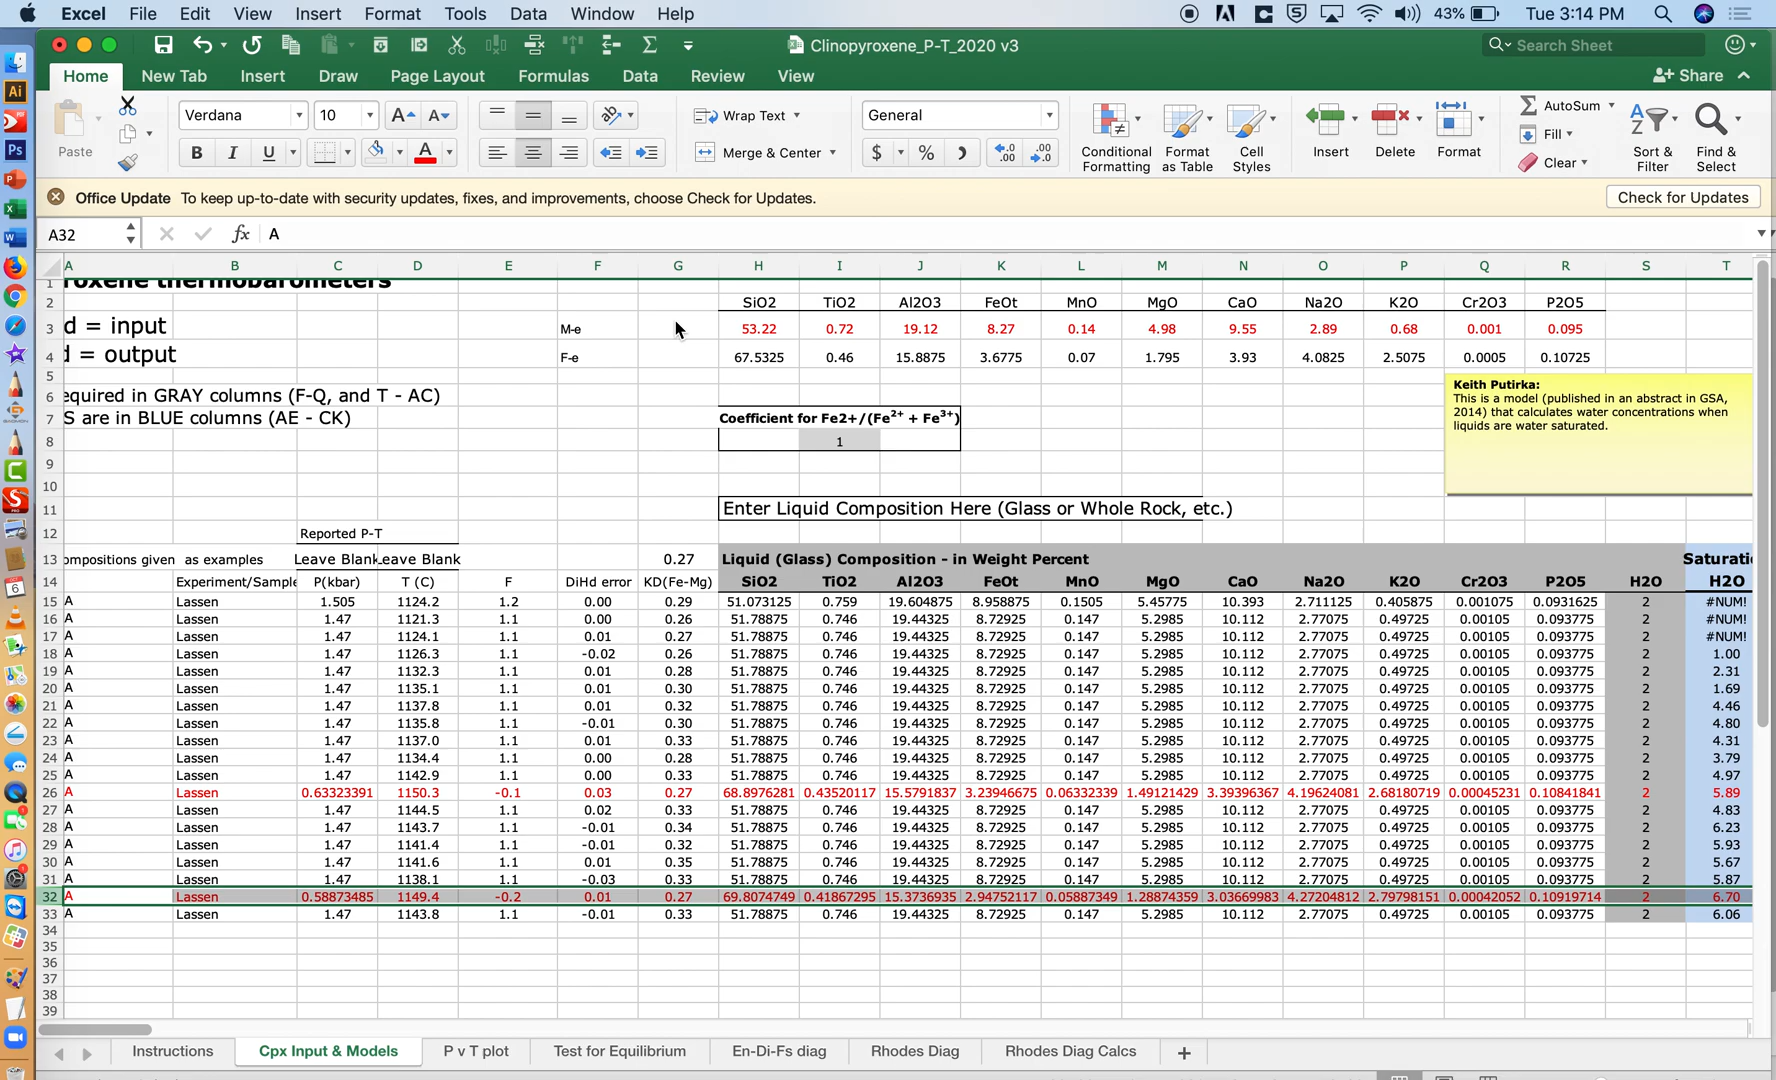 Excel File Edit View Insert Format Tools Data Window Help 43% Tue 3:14 PM
Clinopyroxene_P-T_2020 v3 Search Sheet
Home New Tab Insert Draw Page Layout Formulas Data Review View Share
Verdana 10 Wrap Text General AutoSum
Paste Merge & Center Fill
Conditional Formatting Format as Table Cell Styles Insert Delete Format Clear Sort & Filter Find & Select
Office Update To keep up-to-date with security updates, fixes, and improvements, choose Check for Updates. Check for Updates
A32 fx A
A B C D E F G H I J K L M N O P Q R S T
1 roxene thermobarometers
2 SiO2 TiO2 Al2O3 FeOt MnO MgO CaO Na2O K2O Cr2O3 P2O5
3 d = input M-e 53.22 0.72 19.12 8.27 0.14 4.98 9.55 2.89 0.68 0.001 0.095
4 d = output F-e 67.5325 0.46 15.8875 3.6775 0.07 1.795 3.93 4.0825 2.5075 0.0005 0.10725
5
Keith Putirka:
This is a model (published in an abstract in GSA,
2014) that calculates water concentrations when
liquids are water saturated.
6 equired in GRAY columns (F-Q, and T - AC)
7 S are in BLUE columns (AE - CK) Coefficient for Fe2+/(Fe2+ + Fe3+)
8 1
9
10
11 Enter Liquid Composition Here (Glass or Whole Rock, etc.)
12 Reported P-T
13 ompositions given as examples Leave Blank Leave Blank 0.27 Liquid (Glass) Composition - in Weight Percent Saturati
14 Experiment/Sample P(kbar) T (C) F DiHd error KD(Fe-Mg) SiO2 TiO2 Al2O3 FeOt MnO MgO CaO Na2O K2O Cr2O3 P2O5 H2O H2O
15 A Lassen 1.505 1124.2 1.2 0.00 0.29 51.073125 0.759 19.604875 8.958875 0.1505 5.45775 10.393 2.711125 0.405875 0.001075 0.0931625 2 #NUM!
16 A Lassen 1.47 1121.3 1.1 0.00 0.26 51.78875 0.746 19.44325 8.72925 0.147 5.2985 10.112 2.77075 0.49725 0.00105 0.093775 2 #NUM!
17 A Lassen 1.47 1124.1 1.1 0.01 0.27 51.78875 0.746 19.44325 8.72925 0.147 5.2985 10.112 2.77075 0.49725 0.00105 0.093775 2 #NUM!
18 A Lassen 1.47 1126.3 1.1 -0.02 0.26 51.78875 0.746 19.44325 8.72925 0.147 5.2985 10.112 2.77075 0.49725 0.00105 0.093775 2 1.00
19 A Lassen 1.47 1132.3 1.1 0.01 0.28 51.78875 0.746 19.44325 8.72925 0.147 5.2985 10.112 2.77075 0.49725 0.00105 0.093775 2 2.31
20 A Lassen 1.47 1135.1 1.1 0.01 0.30 51.78875 0.746 19.44325 8.72925 0.147 5.2985 10.112 2.77075 0.49725 0.00105 0.093775 2 1.69
21 A Lassen 1.47 1137.8 1.1 0.01 0.32 51.78875 0.746 19.44325 8.72925 0.147 5.2985 10.112 2.77075 0.49725 0.00105 0.093775 2 4.46
22 A Lassen 1.47 1135.8 1.1 -0.01 0.30 51.78875 0.746 19.44325 8.72925 0.147 5.2985 10.112 2.77075 0.49725 0.00105 0.093775 2 4.80
23 A Lassen 1.47 1137.0 1.1 0.01 0.33 51.78875 0.746 19.44325 8.72925 0.147 5.2985 10.112 2.77075 0.49725 0.00105 0.093775 2 4.31
24 A Lassen 1.47 1134.4 1.1 0.00 0.28 51.78875 0.746 19.44325 8.72925 0.147 5.2985 10.112 2.77075 0.49725 0.00105 0.093775 2 3.79
25 A Lassen 1.47 1142.9 1.1 0.00 0.33 51.78875 0.746 19.44325 8.72925 0.147 5.2985 10.112 2.77075 0.49725 0.00105 0.093775 2 4.97
26 A Lassen 0.63323391 1150.3 -0.1 0.03 0.27 68.8976281 0.43520117 15.5791837 3.23946675 0.06332339 1.49121429 3.39396367 4.19624081 2.68180719 0.00045231 0.10841841 2 5.89
27 A Lassen 1.47 1144.5 1.1 0.02 0.33 51.78875 0.746 19.44325 8.72925 0.147 5.2985 10.112 2.77075 0.49725 0.00105 0.093775 2 4.83
28 A Lassen 1.47 1143.7 1.1 -0.01 0.34 51.78875 0.746 19.44325 8.72925 0.147 5.2985 10.112 2.77075 0.49725 0.00105 0.093775 2 6.23
29 A Lassen 1.47 1141.4 1.1 -0.01 0.32 51.78875 0.746 19.44325 8.72925 0.147 5.2985 10.112 2.77075 0.49725 0.00105 0.093775 2 5.93
30 A Lassen 1.47 1141.6 1.1 0.01 0.35 51.78875 0.746 19.44325 8.72925 0.147 5.2985 10.112 2.77075 0.49725 0.00105 0.093775 2 5.67
31 A Lassen 1.47 1138.1 1.1 -0.03 0.33 51.78875 0.746 19.44325 8.72925 0.147 5.2985 10.112 2.77075 0.49725 0.00105 0.093775 2 5.87
32 A Lassen 0.58873485 1149.4 -0.2 0.01 0.27 69.8074749 0.41867295 15.3736935 2.94752117 0.05887349 1.28874359 3.03669983 4.27204812 2.79798151 0.00042052 0.10919714 2 6.70
33 A Lassen 1.47 1143.8 1.1 -0.01 0.33 51.78875 0.746 19.44325 8.72925 0.147 5.2985 10.112 2.77075 0.49725 0.00105 0.093775 2 6.06
34
35
36
37
38
39
Instructions Cpx Input & Models P v T plot Test for Equilibrium En-Di-Fs diag Rhodes Diag Rhodes Diag Calcs +